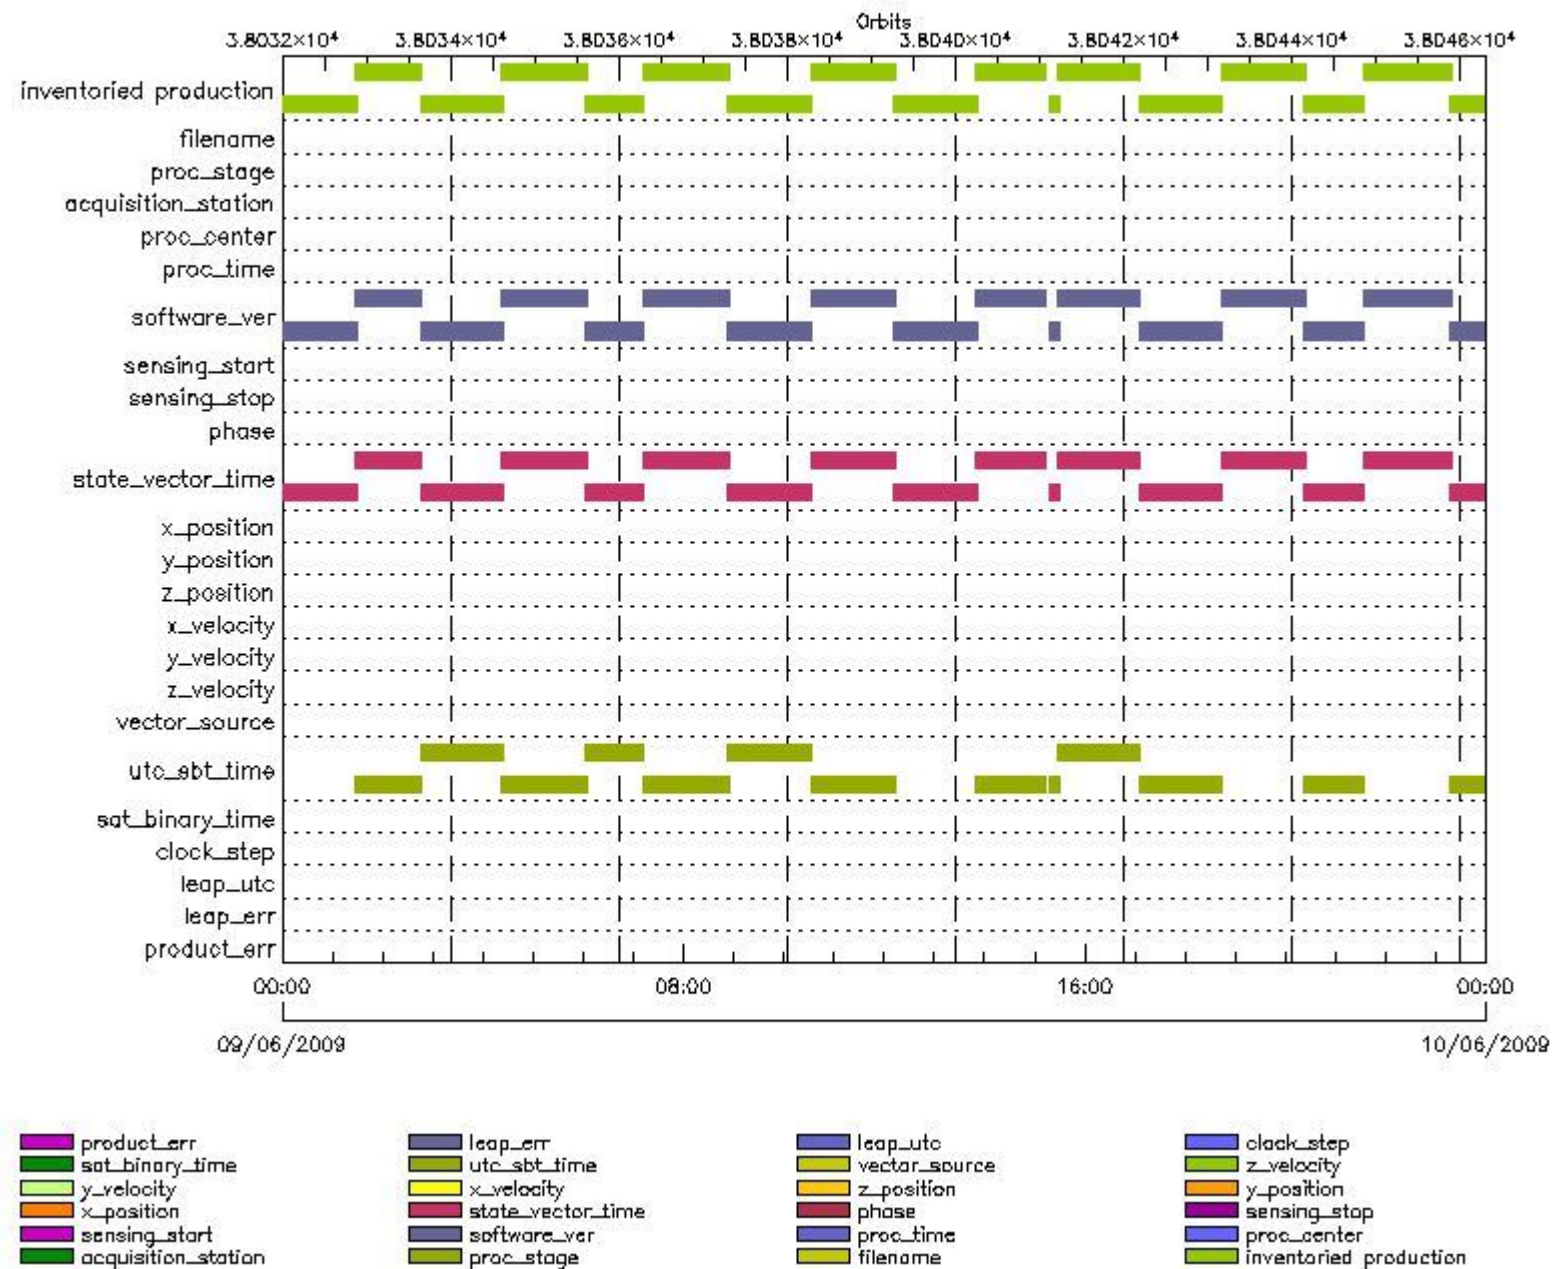 Orbits
3.8032×10⁴ 3.8034×10⁴ 3.8036×10⁴ 3.8038×10⁴ 3.8040×10⁴ 3.8042×10⁴ 3.8044×10⁴ 3.8046×10⁴
inventoried production
filename
proc_stage
acquisition_station
proc_center
proc_time
software_ver
sensing_start
sensing_stop
phase
state_vector_time
x_position
y_position
z_position
x_velocity
y_velocity
z_velocity
vector_source
utc_sbt_time
sat_binary_time
clock_step
leap_utc
leap_err
product_err
00:00 08:00 16:00 00:00
09/06/2009 10/06/2009
product_err leap_err leap_utc clock_step
sat_binary_time utc_sbt_time vector_source z_velocity
y_velocity x_velocity z_position y_position
x_position state_vector_time phase sensing_stop
sensing_start software_ver proc_time proc_center
acquisition_station proc_stage filename inventoried production